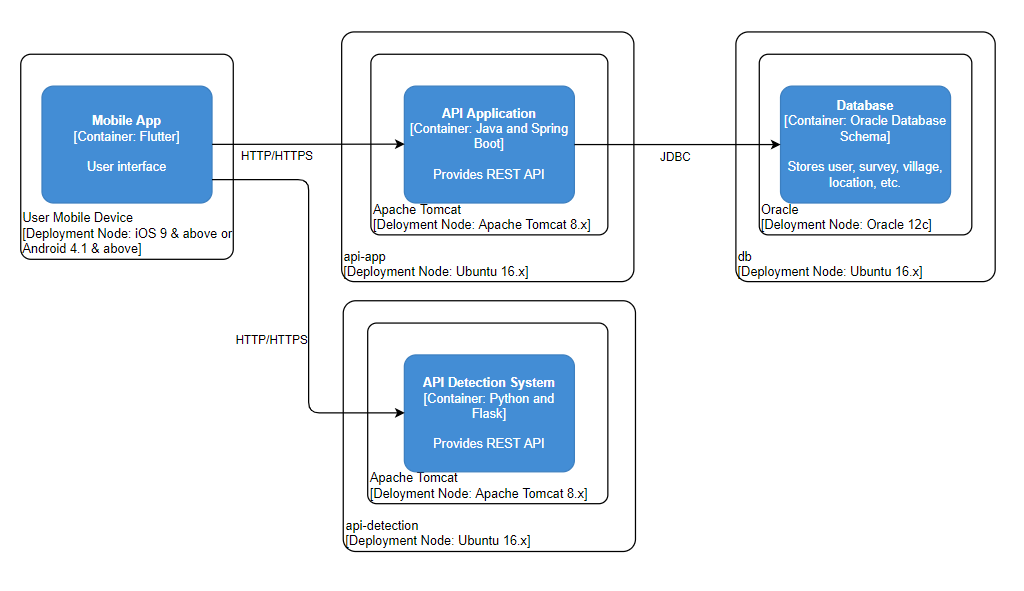 Mobile App
[Container: Flutter]
User interface
User Mobile Device
[Deployment Node: iOS 9 & above or
Android 4.1 & above]
HTTP/HTTPS
API Application
[Container: Java and Spring
Boot]
Provides REST API
Apache Tomcat
[Deloyment Node: Apache Tomcat 8.x]
api-app
[Deployment Node: Ubuntu 16.x]
JDBC
Database
[Container: Oracle Database
Schema]
Stores user, survey, village,
location, etc.
Oracle
[Deloyment Node: Oracle 12c]
db
[Deployment Node: Ubuntu 16.x]
HTTP/HTTPS
API Detection System
[Container: Python and
Flask]
Provides REST API
Apache Tomcat
[Deloyment Node: Apache Tomcat 8.x]
api-detection
[Deployment Node: Ubuntu 16.x]